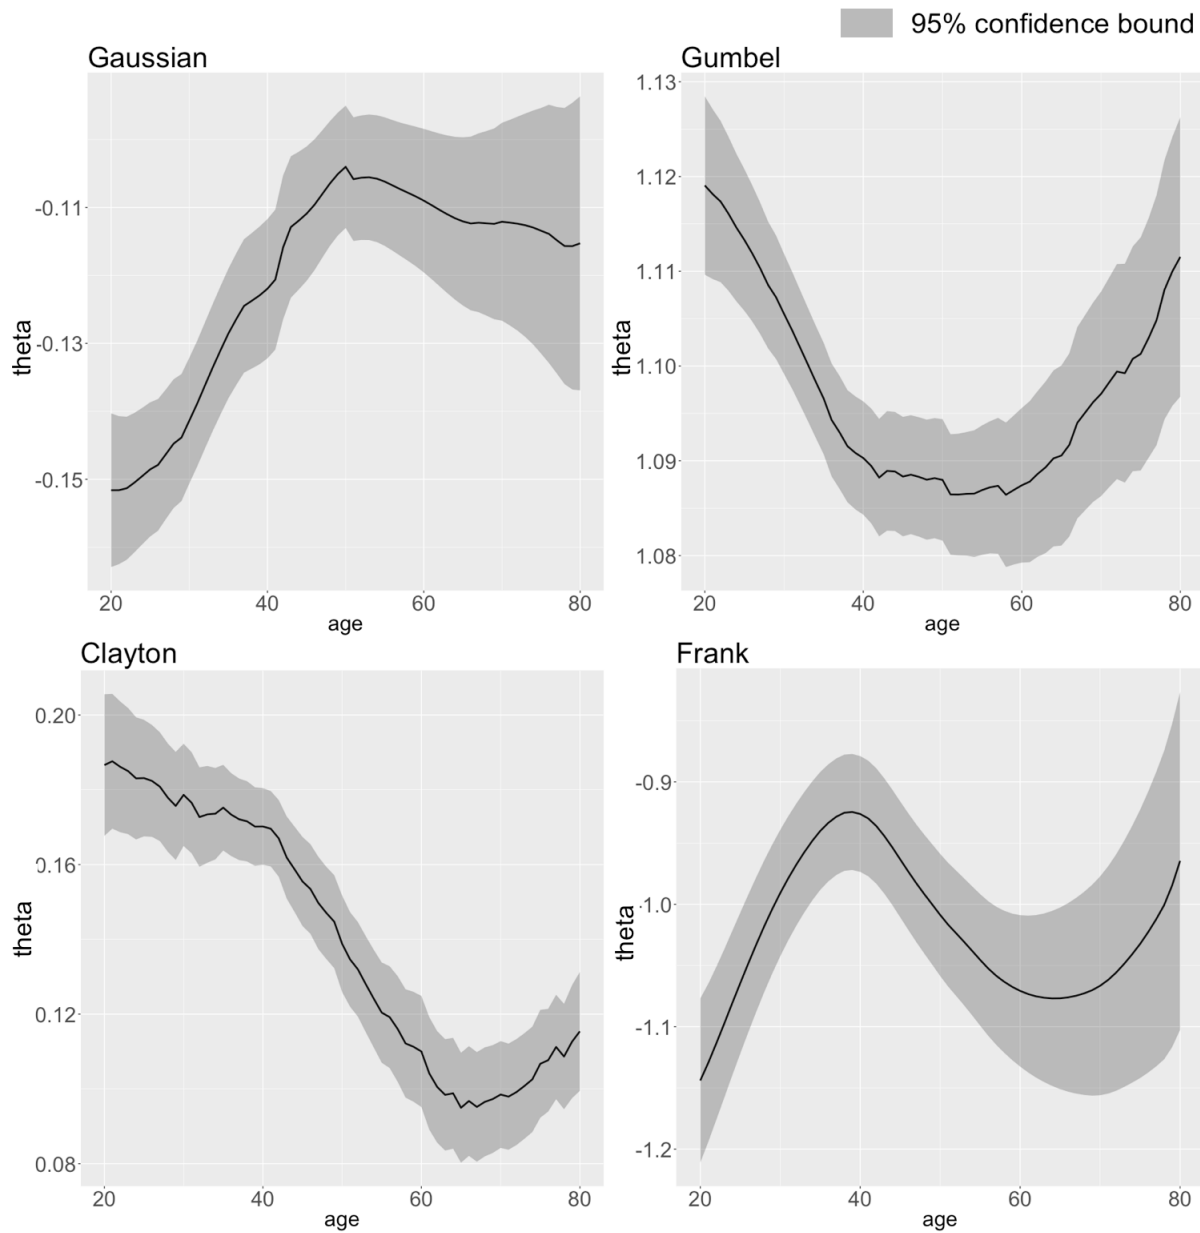 95% confidence bound
Gaussian
-0.11
-0.13
-0.15
theta
20 40 60 80
age
Gumbel
1.13
1.12
1.11
1.10
1.09
1.08
theta
20 40 60 80
age
Clayton
0.20
0.16
0.12
0.08
theta
20 40 60 80
age
Frank
-0.9
-1.0
-1.1
-1.2
theta
20 40 60 80
age